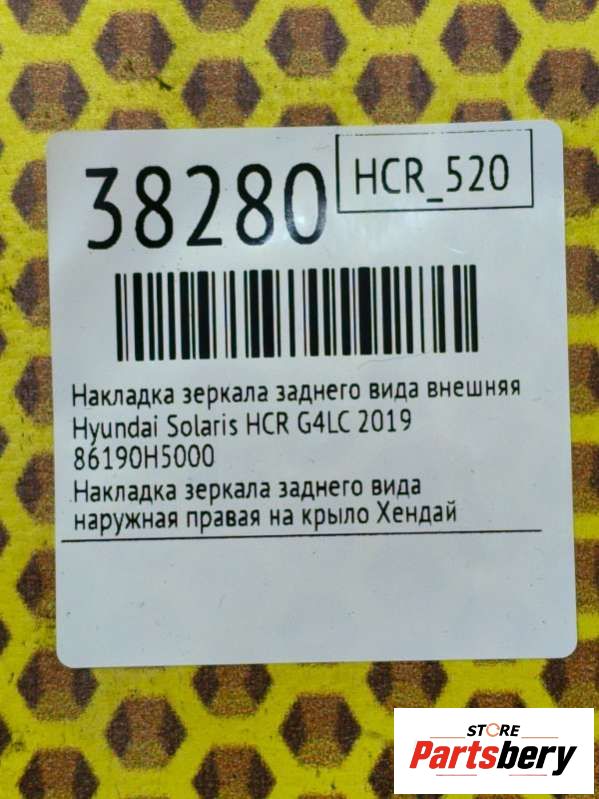 38280
HCR_520
Накладка зеркала заднего вида внешняя
Hyundai Solaris HCR G4LC 2019
86190H5000
Накладка зеркала заднего вида
наружная правая на крыло Хендай
STORE
Partsbery